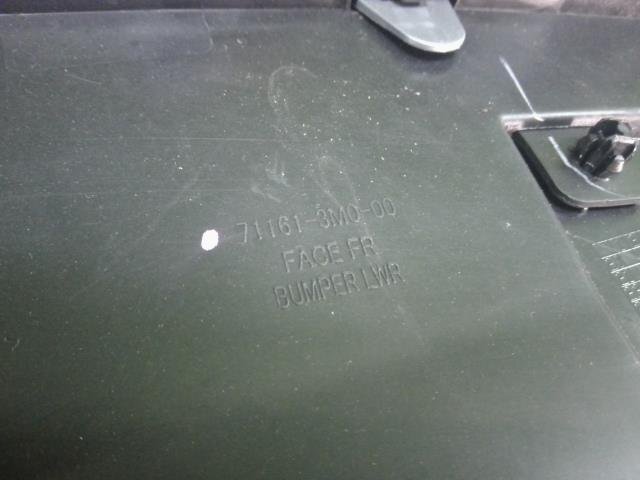 71161-3M0-00
FACE FR
BUMPER LWR